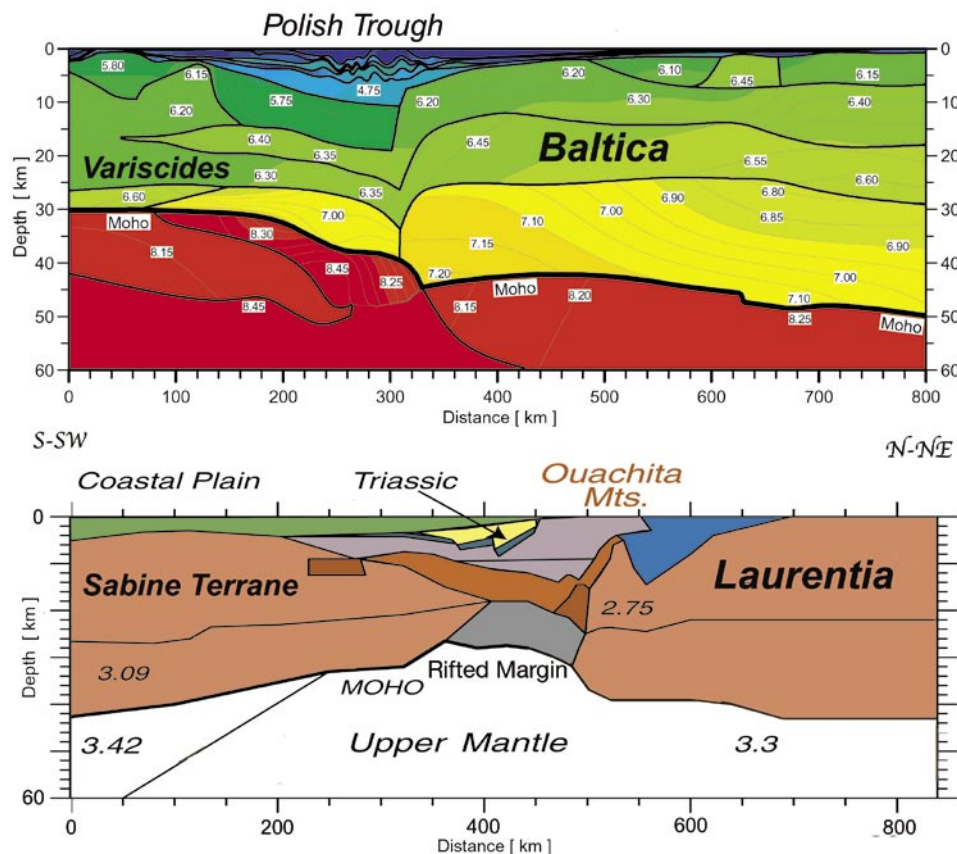 Polish Trough
0
10
20
30
40
50
60
Depth [ km]
0
10
20
30
40
50
60
5.80
6.15
6.20
5.75
4.75
6.20
6.20
6.10
6.45
6.15
6.30
6.40
6.40
6.35
6.45
6.30
6.35
6.55
6.60
6.60
Variscides
Baltica
7.00
7.10
7.00
6.90
6.80
6.85
6.90
Moho
8.15
8.30
8.45
8.25
7.15
7.20
8.15
Moho
8.20
7.00
7.10
8.25
Moho
8.45
0 100 200 300 400 500 600 700 800
Distance [ km]
S-SW
N-NE
Coastal Plain
Triassic
Ouachita
Mts.
0
60
Depth [ km]
Sabine Terrane
Laurentia
2.75
3.09
Rifted Margin
MOHO
3.42
Upper Mantle
3.3
0 200 400 600 800
Distance [ km]